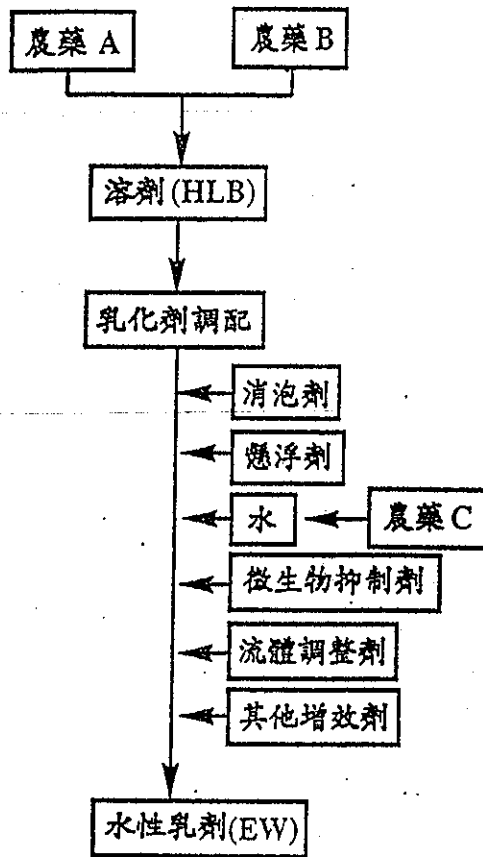 農藥 A
農藥 B
溶劑(HLB)
乳化劑調配
消泡劑
懸浮劑
水
農藥 C
微生物抑制劑
流體調整劑
其他增效劑
水性乳劑(EW)